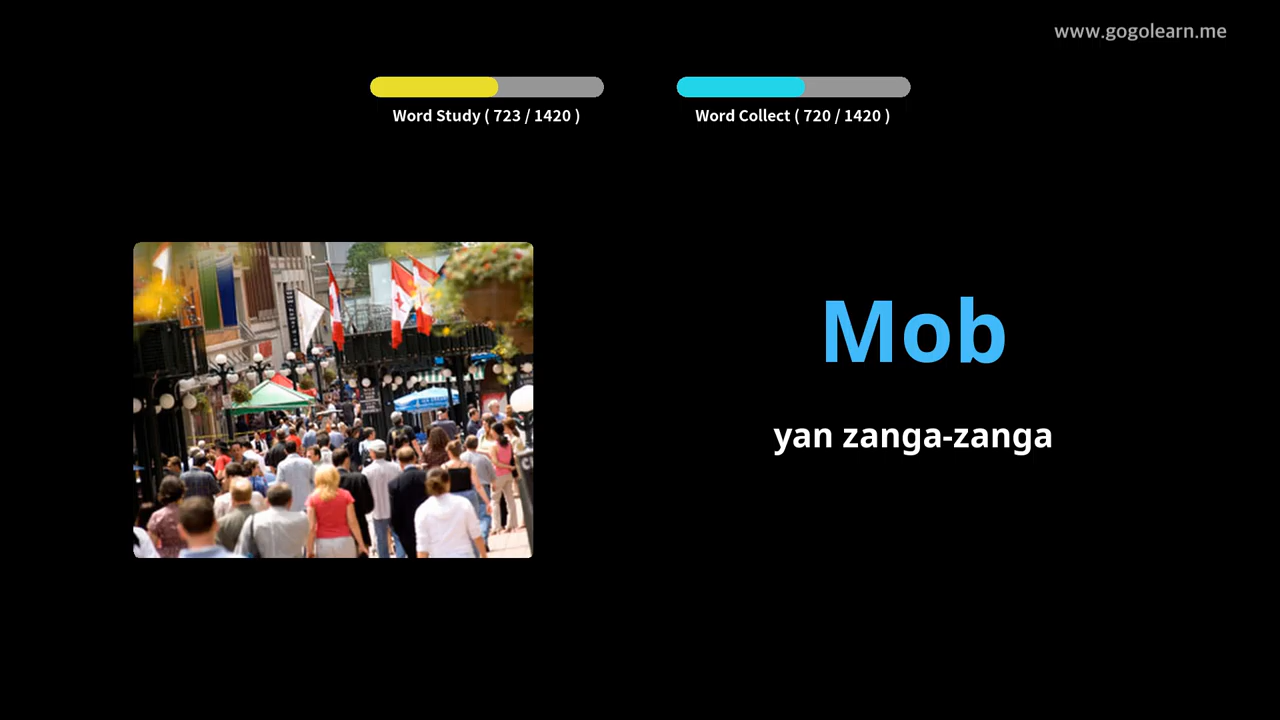 www.gogolearn.me
Word Study ( 723 / 1420 )
Word Collect ( 720 / 1420 )
Mob
yan zanga-zanga